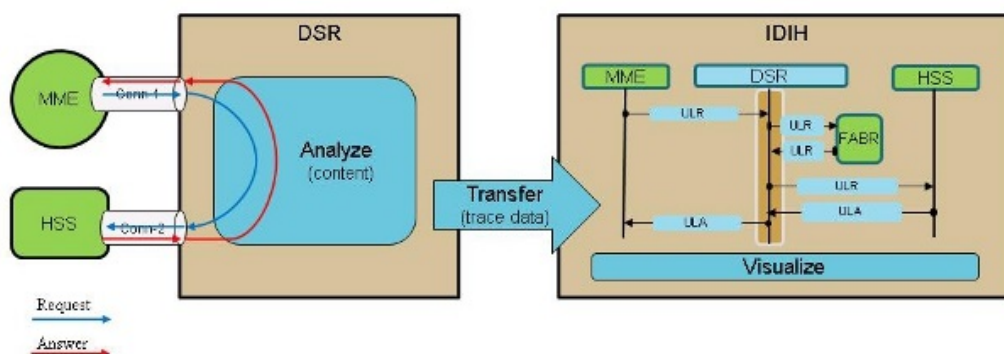 DSR
MME
Conn-1
HSS
Conn-2
Analyze
(content)
Request
Answer
Transfer
(trace data)
IDIH
MME
DSR
HSS
ULR
ULR
ULR
FABR
ULR
ULA
ULA
Visualize